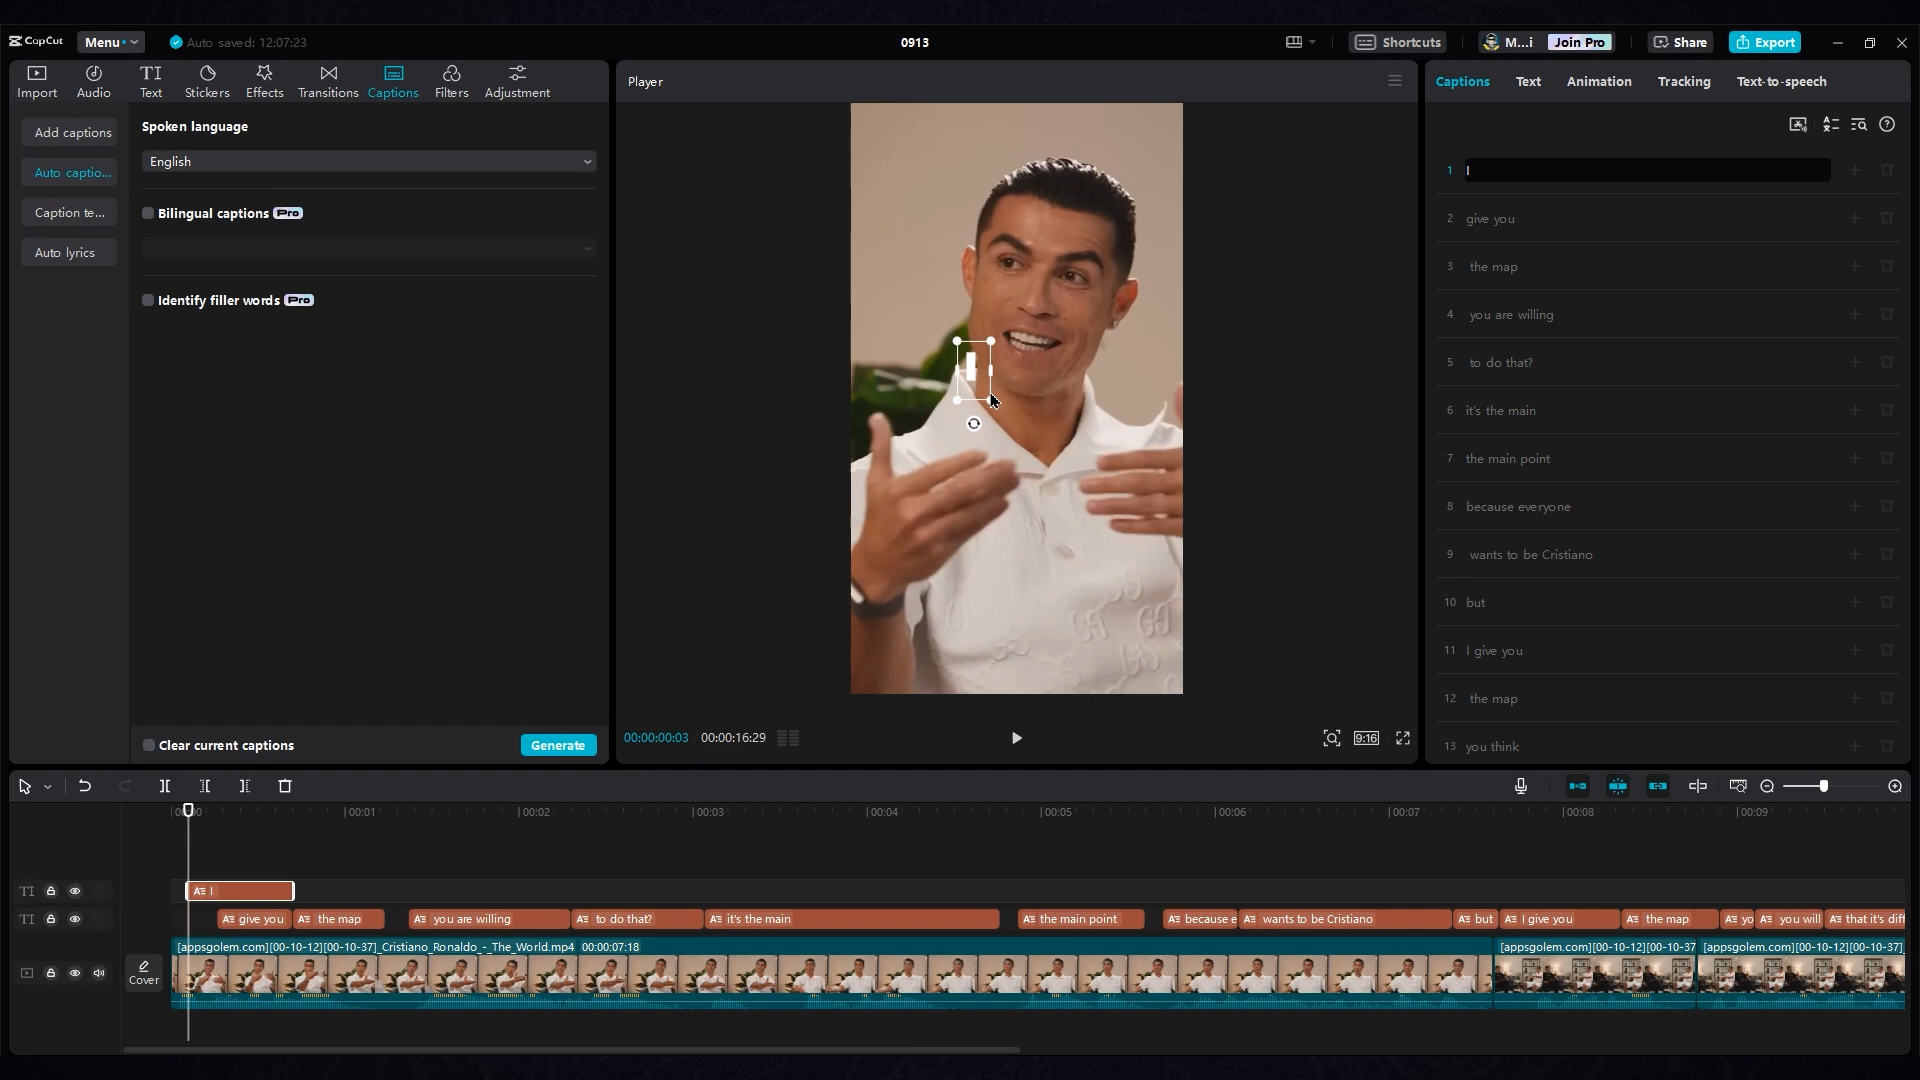 CapCut
Menu
Auto saved: 12:07:23
0913
Shortcuts
M...i
Join Pro
Share
Export
Import
Audio
TI
Text
Stickers
Effects
Transitions
Captions
Filters
Adjustment
Add captions
Auto captio...
Caption te...
Auto lyrics
Spoken language
English
Bilingual captions Pro
Identify filler words Pro
Clear current captions
Generate
Player
I
00:00:00:03 00:00:16:29
9:16
Captions
Text
Animation
Tracking
Text-to-speech
1 I
2 give you
3 the map
4 you are willing
5 to do that?
6 it's the main
7 the main point
8 because everyone
9 wants to be Cristiano
10 but
11 I give you
12 the map
13 you think
00:00
00:01
00:02
00:03
00:04
00:05
00:06
00:07
00:08
00:09
TI
A I
TI
A give you
A the map
A you are willing
A to do that?
A it's the main
A the main point
A because e
A wants to be Cristiano
A but
A I give you
A the map
A yo
A you will
A that it's diff
Cover
[appsgolem.com][00-10-12][00-10-37]_Cristiano_Ronaldo_-_The_World.mp4 00:00:07:18
[appsgolem.com][00-10-12][00-10-37
[appsgolem.com][00-10-12][00-10-37]_